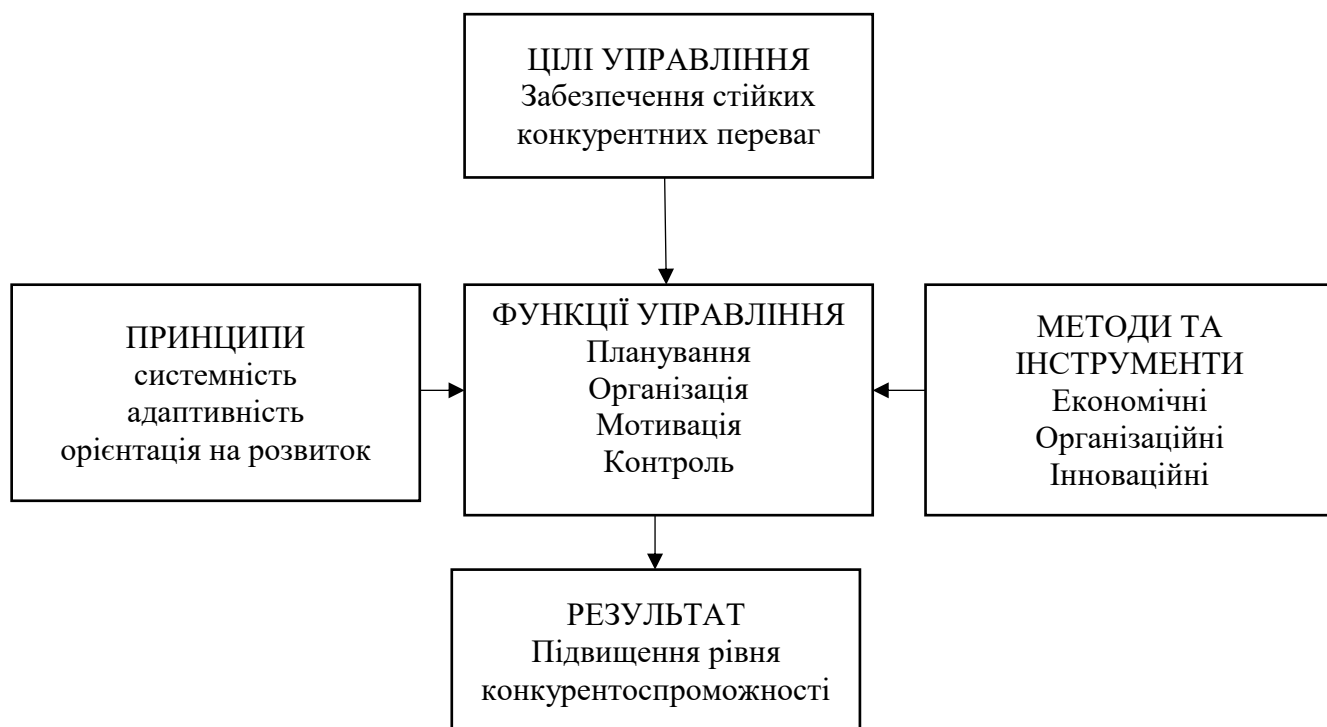 ЦІЛІ УПРАВЛІННЯ
Забезпечення стійких
конкурентних переваг
ПРИНЦИПИ
системність
адаптивність
орієнтація на розвиток
ФУНКЦІЇ УПРАВЛІННЯ
Планування
Організація
Мотивація
Контроль
МЕТОДИ ТА
ІНСТРУМЕНТИ
Економічні
Організаційні
Інноваційні
РЕЗУЛЬТАТ
Підвищення рівня
конкурентоспроможності